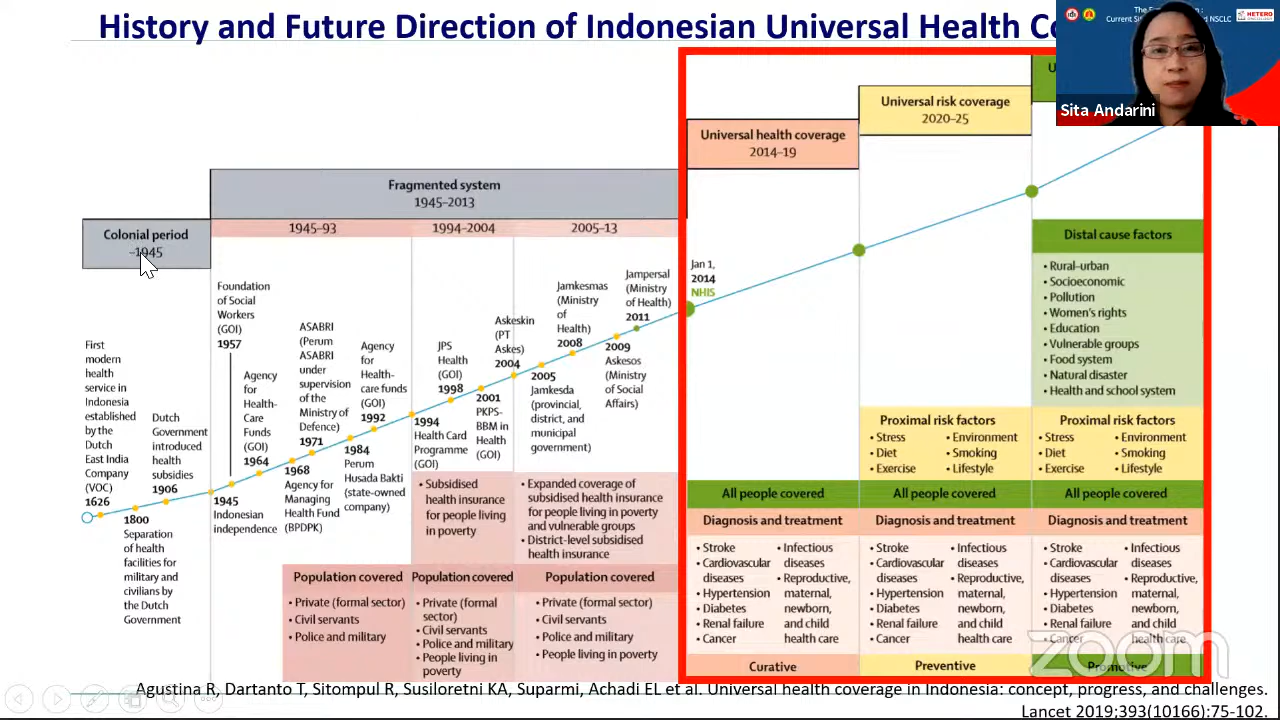 History and Future Direction of Indonesian Universal Health Co
The
Current Si
NSCLC
HETERO
Sita Andarini
U
Universal risk coverage
2020–25
Universal health coverage
2014–19
Fragmented system
1945–2013
1945–93
1994–2004
2005–13
Colonial period
–1945
First
modern
health
service in
Indonesia
established
by the
Dutch
East India
Company
(VOC)
1626
1800
Separation
of health
facilities for
military and
civilians by
the Dutch
Government
Dutch
Government
introduced
health
subsidies
1906
1945
Indonesian
independence
Foundation
of Social
Workers
(GOI)
1957
Agency
for
Health-
Care
Funds
(GOI)
1964
1968
Agency for
Managing
Health Fund
(BPDPK)
ASABRI
(Perum
ASABRI
under
supervision
of the
Ministry of
Defence)
1971
1984
Perum
Husada Bakti
(state-owned
company)
Agency
for
Health-
care funds
(GOI)
1992
1994
Health Card
Programme
(GOI)
JPS
Health
(GOI)
1998
2001
PKPS-
BBM in
Health
(GOI)
Askeskin
(PT
Askes)
2004
2005
Jamkesda
(provincial,
district, and
municipal
government)
Jamkesmas
(Ministry
of
Health)
2008
2009
Askesos
(Ministry
of Social
Affairs)
Jampersal
(Ministry
of Health)
2011
Jan 1,
2014
NHIS
• Subsidised
health insurance
for people living
in poverty
• Expanded coverage of
subsidised health insurance
for people living in poverty
and vulnerable groups
• District-level subsidised
health insurance
Population covered
• Private (formal sector)
• Civil servants
• Police and military
Population covered
• Private (formal
sector)
• Civil servants
• Police and military
• People living in
poverty
Population covered
• Private (formal sector)
• Civil servants
• Police and military
• People living in poverty
Distal cause factors
• Rural–urban
• Socioeconomic
• Pollution
• Women's rights
• Education
• Vulnerable groups
• Food system
• Natural disaster
• Health and school system
Proximal risk factors
• Stress
• Diet
• Exercise
• Environment
• Smoking
• Lifestyle
Proximal risk factors
• Stress
• Diet
• Exercise
• Environment
• Smoking
• Lifestyle
All people covered
All people covered
All people covered
Diagnosis and treatment
• Stroke
• Cardiovascular
diseases
• Hypertension
• Diabetes
• Renal failure
• Cancer
• Infectious
diseases
• Reproductive,
maternal,
newborn,
and child
health care
Curative
Diagnosis and treatment
• Stroke
• Cardiovascular
diseases
• Hypertension
• Diabetes
• Renal failure
• Cancer
• Infectious
diseases
• Reproductive,
maternal,
newborn,
and child
health care
Preventive
Diagnosis and treatment
• Stroke
• Cardiovascular
diseases
• Hypertension
• Diabetes
• Renal failure
• Cancer
• Infectious
diseases
• Reproductive,
maternal,
newborn,
and child
health care
Promotive
zoom
Agustina R, Dartanto T, Sitompul R, Susiloretni KA, Suparmi, Achadi EL et al. Universal health coverage in Indonesia: concept, progress, and challenges.
Lancet 2019;393(10166):75-102.